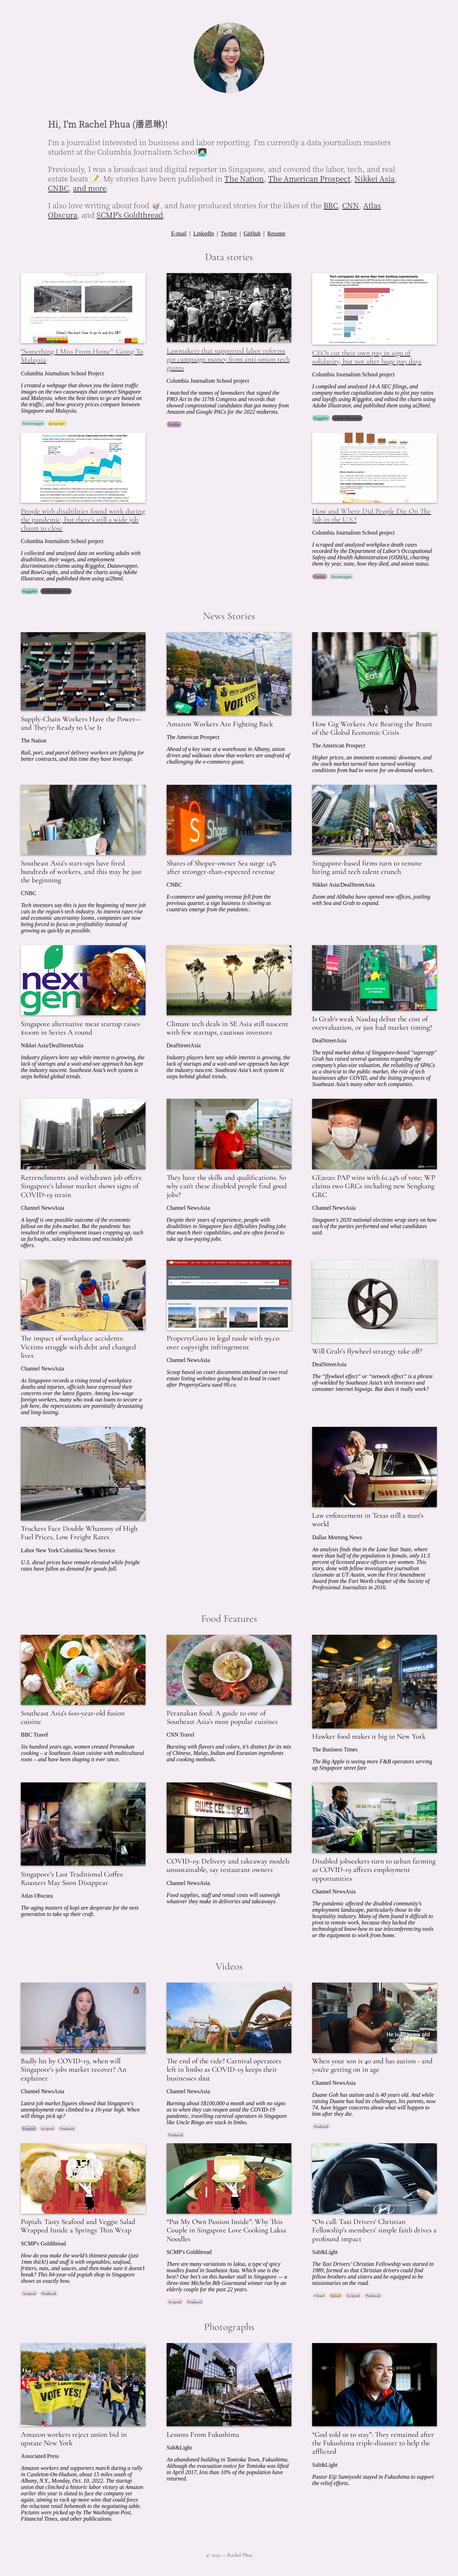 Hi, I'm Rachel Phua (潘恩琳)!
I'm a journalist interested in business and labor reporting. I'm currently a data journalism masters
student at the Columbia Journalism School👩🏻‍💻
Previously, I was a broadcast and digital reporter in Singapore, and covered the labor, tech, and real
estate beats 📝. My stories have been published in The Nation, The American Prospect, Nikkei Asia,
CNBC, and more.
I also love writing about food 🥡, and have produced stories for the likes of the BBC, CNN, Atlas
Obscura, and SCMP's Goldthread.
E-mail | LinkedIn | Twitter | GitHub | Resume
Data stories
"Something I Miss From Home": Going To
Malaysia
Columbia Journalism School Project
I created a webpage that shows you the latest traffic
images on the two causeways that connect Singapore
and Malaysia, when the best times to go are based on
the traffic, and how grocery prices compare between
Singapore and Malaysia.
Datawrapper Javascript
Lawmakers that supported labor reforms
got campaign money from anti-union tech
giants
Columbia Journalism School project
I matched the names of lawmakers that signed the
PRO Act in the 117th Congress and records that
showed congressional candidates who got money from
Amazon and Google PACs for the 2022 midterms.
Pandas
Tech companies did worse than their working counterparts
CEOs cut their own pay in sign of
solidarity, but not after huge pay days
Columbia Journalism School project
I compiled and analyzed 14-A SEC filings, and
company market capitalization data to plot pay ratios
and layoffs using R/ggplot, and edited the charts using
Adobe Illustrator, and published them using ai2html.
R/ggplot Adobe Illustrator
People with disabilities found work during
the pandemic, but there's still a wide job
chasm to close
Columbia Journalism School project
I collected and analyzed data on working adults with
disabilities, their wages, and employment
discrimination claims using R/ggplot, Datawrapper,
and RawGraphs, and edited the charts using Adobe
Illustrator, and published them using ai2html.
R/ggplot Adobe Illustrator
How and Where Did People Die On The
Job in the U.S.?
Columbia Journalism School project
I scraped and analyzed workplace death cases
recorded by the Department of Labor's Occupational
Safety and Health Administration (OSHA), charting
them by year, state, how they died, and union status.
Pandas Datawrapper
News Stories
Supply-Chain Workers Have the Power—
and They're Ready to Use It
The Nation
Rail, port, and parcel delivery workers are fighting for
better contracts, and this time they have leverage.
VOTE YES!
Amazon Workers Are Fighting Back
The American Prospect
Ahead of a key vote at a warehouse in Albany, union
drives and walkouts show that workers are unafraid of
challenging the e-commerce giant.
Uber
Eats
How Gig Workers Are Bearing the Brunt
of the Global Economic Crisis
The American Prospect
Higher prices, an imminent economic downturn, and
the stock market turmoil have turned working
conditions from bad to worse for on-demand workers.
Southeast Asia's start-ups have fired
hundreds of workers, and this may be just
the beginning
CNBC
Tech investors say this is just the beginning of more job
cuts in the region's tech industry. As interest rates rise
and economic uncertainty looms, companies are now
being forced to focus on profitability instead of
growing as quickly as possible.
Shares of Shopee-owner Sea surge 14%
after stronger-than-expected revenue
CNBC
E-commerce and gaming revenue fell from the
previous quarter, a sign business is slowing as
countries emerge from the pandemic.
Singapore-based firms turn to remote
hiring amid tech talent crunch
Nikkei Asia/DealStreetAsia
Zoom and Alibaba have opened new offices, jostling
with Sea and Grab to expand.
next
gen
Singapore alternative meat startup raises
$100m in Series A round
Nikkei Asia/DealStreetAsia
Industry players here say while interest is growing, the
lack of startups and a wait-and-see approach has kept
the industry nascent. Southeast Asia's tech system is
steps behind global trends.
Climate tech deals in SE Asia still nascent
with few startups, cautious investors
DealStreetAsia
Industry players here say while interest is growing, the
lack of startups and a wait-and-see approach has kept
the industry nascent. Southeast Asia's tech system is
steps behind global trends.
Is Grab's weak Nasdaq debut the cost of
overvaluation, or just bad market timing?
DealStreetAsia
The tepid market debut of Singapore-based "superapp"
Grab has raised several questions regarding the
company's plus-size valuation, the reliability of SPACs
as a shortcut to the public market, the role of tech
businesses after COVID, and the listing prospects of
Southeast Asia's many other tech companies.
Retrenchments and withdrawn job offers:
Singapore's labour market shows signs of
COVID-19 strain
Channel NewsAsia
A layoff is one possible outcome of the economic
fallout on the job market. But the pandemic has
resulted in other employment issues cropping up, such
as furloughs, salary reductions and rescinded job
offers.
They have the skills and qualifications. So
why can't these disabled people find good
jobs?
Channel NewsAsia
Despite their years of experience, people with
disabilities in Singapore face difficulties finding jobs
that match their capabilities, and are often forced to
take up low-paying jobs.
GE2020: PAP wins with 61.24% of vote; WP
claims two GRCs including new Sengkang
GRC
Channel NewsAsia
Singapore's 2020 national elections wrap story on how
each of the parties performed and what candidates
said.
The impact of workplace accidents:
Victims struggle with debt and changed
lives
Channel NewsAsia
As Singapore records a rising trend of workplace
deaths and injuries, officials have expressed their
concerns over the latest figures. Among low-wage
foreign workers, many who took out loans to secure a
job here, the repercussions are potentially devastating
and long-lasting.
PropertyGuru in legal tussle with 99.co
over copyright infringement
Channel NewsAsia
Scoop based on court documents attained on two real
estate listing websites going head to head in court
after PropertyGuru sued 99.co.
Will Grab's flywheel strategy take off?
DealStreetAsia
The "flywheel effect" or "network effect" is a phrase
oft-wielded by Southeast Asia's tech investors and
consumer internet bigwigs. But does it really work?
Truckers Face Double Whammy of High
Fuel Prices, Low Freight Rates
Labor New York/Columbia News Service
U.S. diesel prices have remain elevated while freight
rates have fallen as demand for goods fall.
SHERIFF
Law enforcement in Texas still a man's
world
Dallas Morning News
An analysis finds that in the Lone Star State, where
more than half of the population is female, only 11.5
percent of licensed peace officers are women. This
story, done with fellow investigative journalism
classmate at UT Austin, won the First Amendment
Award from the Fort Worth chapter of the Society of
Professional Journalists in 2016.
Food Features
Southeast Asia's 600-year-old fusion
cuisine
BBC Travel
Six hundred years ago, women created Peranakan
cooking – a Southeast Asian cuisine with multicultural
roots – and have been shaping it ever since.
Peranakan food: A guide to one of
Southeast Asia's most popular cuisines
CNN Travel
Bursting with flavors and colors, it's distinct for its mix
of Chinese, Malay, Indian and Eurasian ingredients
and cooking methods.
Hawker food makes it big in New York
The Business Times
The Big Apple is seeing more F&B operators serving
up Singapore street fare
Singapore's Last Traditional Coffee
Roasters May Soon Disappear
Atlas Obscura
The aging masters of kopi are desperate for the next
generation to take up their craft.
COVID-19: Delivery and takeaway models
unsustainable, say restaurant owners
Channel NewsAsia
Food supplies, staff and rental costs will outweigh
whatever they make in deliveries and takeaways.
Disabled jobseekers turn to urban farming
as COVID-19 affects employment
opportunities
Channel NewsAsia
The pandemic affected the disabled community's
employment landscape, particularly those in the
hospitality industry. Many of them found it difficult to
pivot to remote work, because they lacked the
technological know-how to use teleconferencing tools
or the equipment to work from home.
Videos
Badly hit by COVID-19, when will
Singapore's jobs market recover? An
explainer
Channel NewsAsia
Latest job market figures showed that Singapore's
unemployment rate climbed to a 16-year high. When
will things pick up?
Scripted Produced
The end of the ride? Carnival operators
left in limbo as COVID-19 keeps their
businesses shut
Channel NewsAsia
Burning about S$100,000 a month and with no signs
as to when they can reopen amid the COVID-19
pandemic, travelling carnival operators in Singapore
like Uncle Ringo are stuck in limbo.
Produced
When your son is 40 and has autism - and
you're getting on in age
Channel NewsAsia
Duane Goh has autism and is 40 years old. And while
raising Duane has had its challenges, his parents, now
74, have bigger concerns about what will happen to
him after they die.
Produced
Popiah: Tasty Seafood and Veggie Salad
Wrapped Inside a Springy Thin Wrap
SCMP's Goldthread
How do you make the world's thinnest pancake (just
1mm thick!) and then stuff it with vegetables, seafood,
fritters, nuts, and sauces, and then make sure it doesn't
break? This 84-year-old popiah shop in Singapore
shows us exactly how.
Scripted Produced
"Put My Own Passion Inside": Why This
Couple in Singapore Love Cooking Laksa
Noodles
SCMP's Goldthread
There are many variations to laksa, a type of spicy
noodles found in Southeast Asia. Which one is the
best? Our bet's on this hawker stall in Singapore — a
three-time Michelin Bib Gourmand winner run by an
elderly couple for the past 22 years.
Scripted Produced
"On call: Taxi Drivers' Christian
Fellowship's members' simple faith drives a
profound impact
Salt&Light
The Taxi Drivers' Christian Fellowship was started in
1989, formed so that Christian drivers could find
fellow brothers and sisters and be equipped to be
missionaries on the road.
Filmed Edited Scripted Produced
Photographs
VOTE YES!
Amazon workers reject union bid in
upstate New York
Associated Press
Amazon workers and supporters march during a rally
in Castleton-On-Hudson, about 15 miles south of
Albany, N.Y., Monday, Oct. 10, 2022. The startup
union that clinched a historic labor victory at Amazon
earlier this year is slated to face the company yet
again, aiming to rack up more wins that could force
the reluctant retail behemoth to the negotiating table.
Pictures were picked up by The Washington Post,
Financial Times, and other publications.
Lessons From Fukushima
Salt&Light
An abandoned building in Tomioka Town, Fukushima.
Although the evacuation notice for Tomioka was lifted
in April 2017, less than 10% of the population have
returned.
"God told us to stay": They remained after
the Fukushima triple-disaster to help the
afflicted
Salt&Light
Pastor Eiji Sumiyoshi stayed in Fukushima to support
the relief efforts.
© 2023 — Rachel Phua